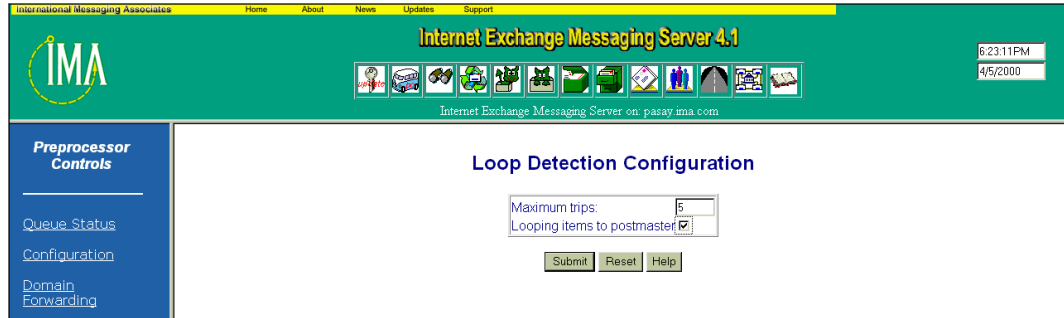 International Messaging Associates
Home About News Updates Support
IMA
Internet Exchange Messaging Server 4.1
update
Internet Exchange Messaging Server on: pasay.ima.com
6:23:11PM
4/5/2000
Preprocessor
Controls
Queue Status
Configuration
Domain
Forwarding
Loop Detection Configuration
Maximum trips: 5
Looping items to postmaster
Submit Reset Help